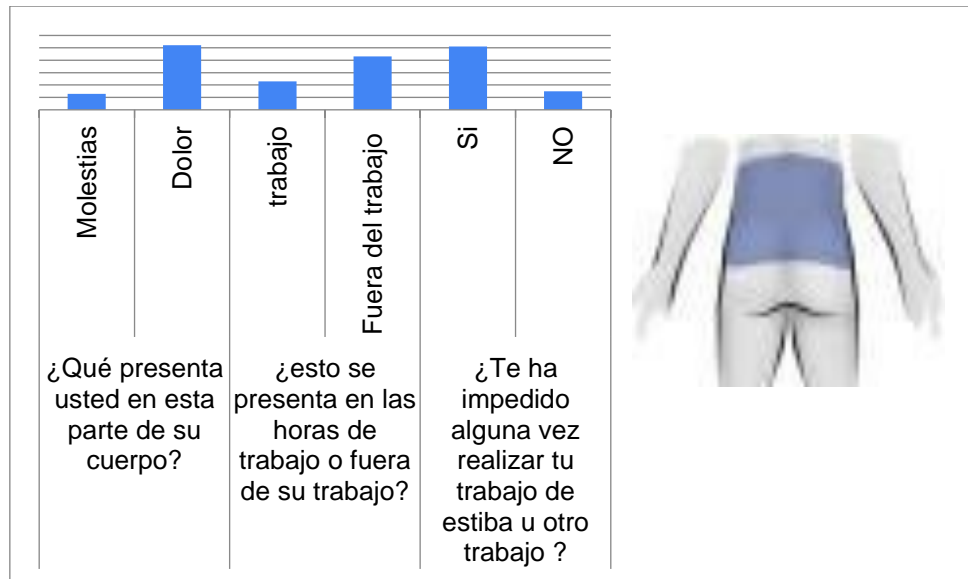 Molestias
Dolor
trabajo
Fuera del trabajo
Si
NO
¿Qué presenta
usted en esta
parte de su
cuerpo?
¿esto se
presenta en las
horas de
trabajo o fuera
de su trabajo?
¿Te ha
impedido
alguna vez
realizar tu
trabajo de
estiba u otro
trabajo ?